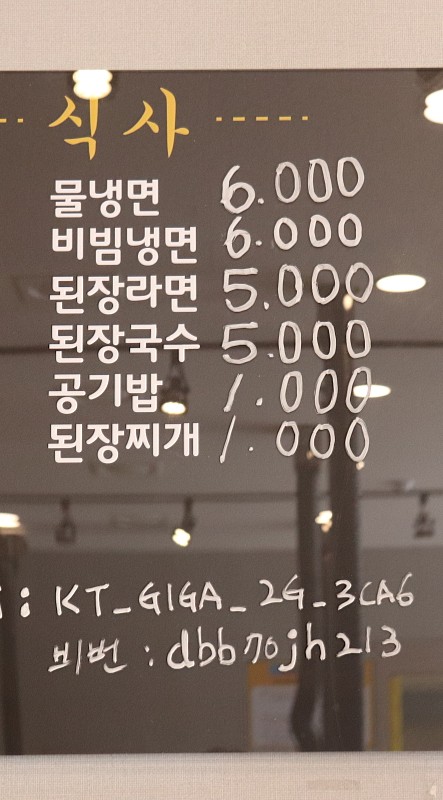 식사
물냉면 6.000
비빔냉면 6.000
된장라면 5.000
된장국수 5.000
공기밥 1.000
된장찌개 1.000
: KT_GIGA_2G_3CA6
비번 : dbb70jh213